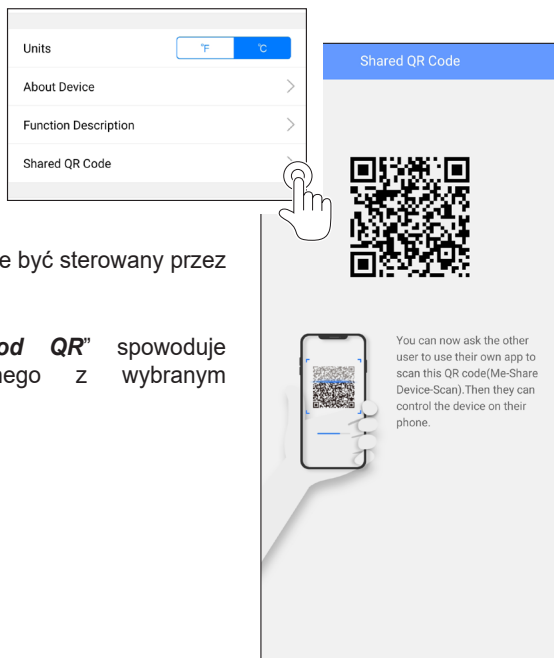 Units
°F
°C
About Device
Function Description
Shared QR Code
Shared QR Code
być sterowany przez
QR” spowoduje
z wybranym
You can now ask the other
user to use their own app to
scan this QR code(Me-Share
Device-Scan).Then they can
control the device on their
phone.